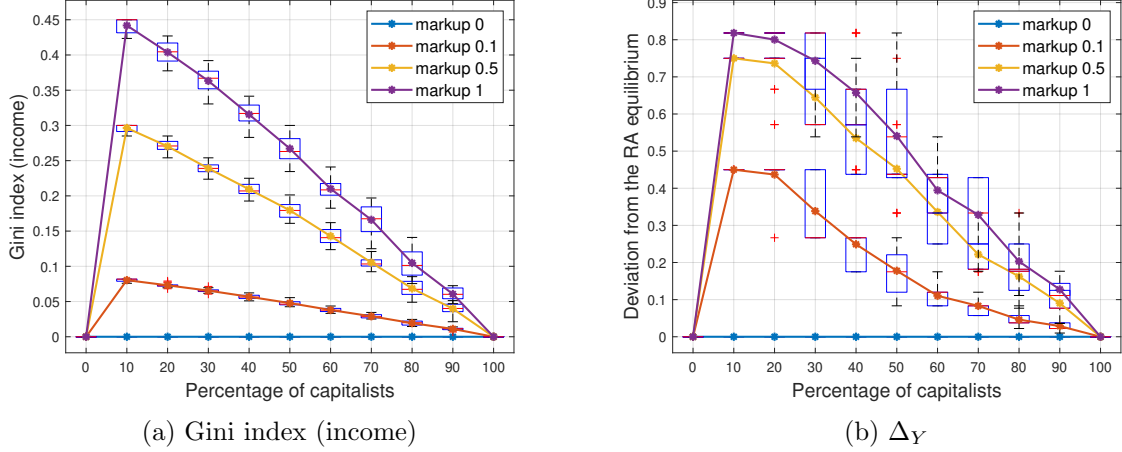 0.45
0.4
0.35
0.3
0.25
0.2
0.15
0.1
0.05
0
Gini index (income)
markup 0
markup 0.1
markup 0.5
markup 1
0 10 20 30 40 50 60 70 80 90 100
Percentage of capitalists
(a) Gini index (income)
0.9
0.8
0.7
0.6
0.5
0.4
0.3
0.2
0.1
0
Deviation from the RA equilibrium
markup 0
markup 0.1
markup 0.5
markup 1
0 10 20 30 40 50 60 70 80 90 100
Percentage of capitalists
(b) Δ_Y